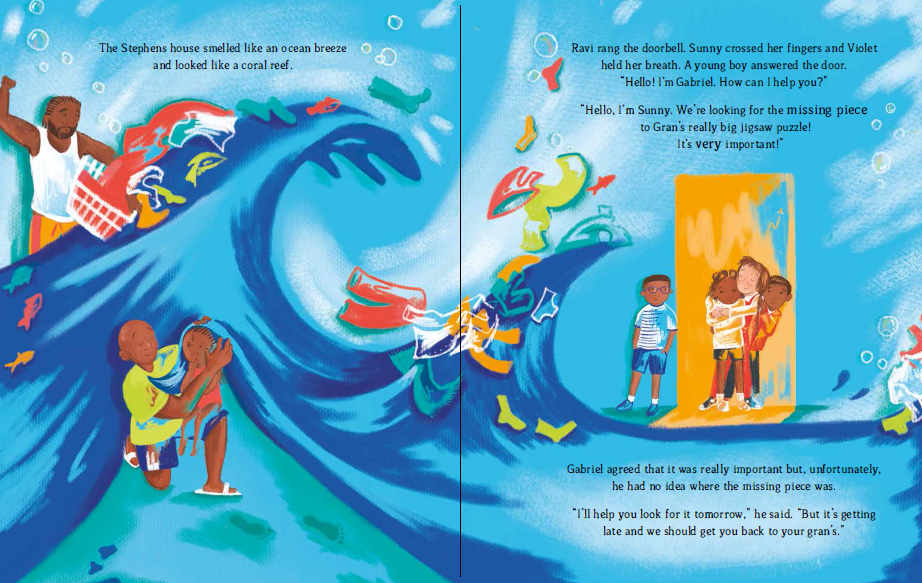 The Stephens house smelled like an ocean breeze
and looked like a coral reef.
Ravi rang the doorbell. Sunny crossed her fingers and Violet
held her breath. A young boy answered the door.
“Hello! I’m Gabriel. How can I help you?”
“Hello, I’m Sunny. We’re looking for the missing piece
to Gran’s really big jigsaw puzzle!
It’s very important!”
Gabriel agreed that it was really important but, unfortunately,
he had no idea where the missing piece was.
“I’ll help you look for it tomorrow,” he said. “But it’s getting
late and we should get you back to your gran’s.”